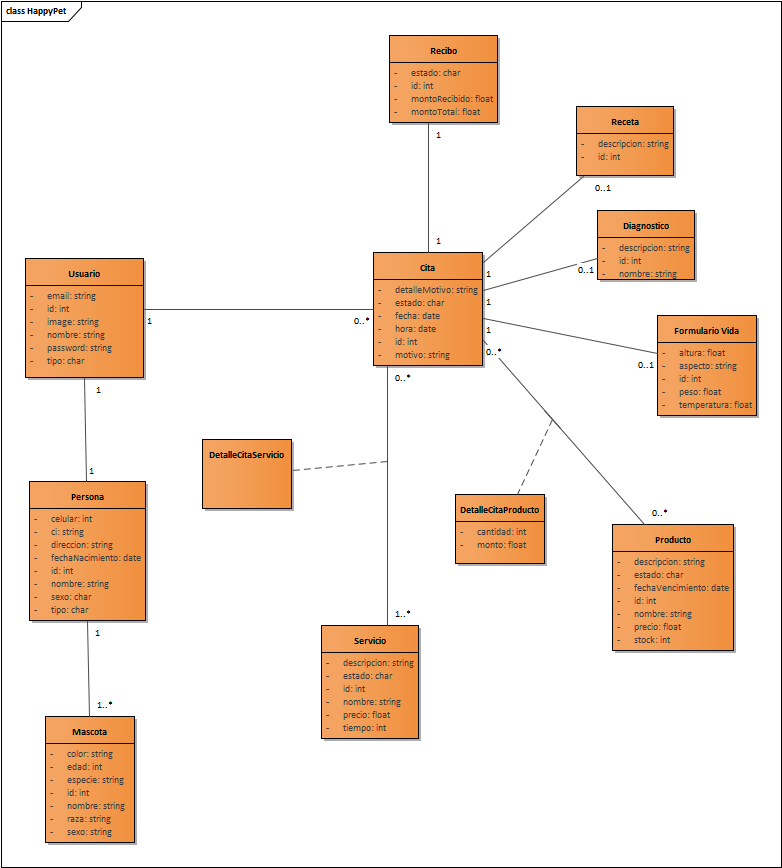 class HappyPet
Recibo
- estado: char
- id: int
- montoRecibido: float
- montoTotal: float
1
1
Receta
- descripcion: string
- id: int
0..1
1
Diagnostico
- descripcion: string
- id: int
- nombre: string
0..1
1
Formulario Vida
- altura: float
- aspecto: string
- id: int
- peso: float
- temperatura: float
0..1
1
Cita
- detalleMotivo: string
- estado: char
- fecha: date
- hora: date
- id: int
- motivo: string
Usuario
- email: string
- id: int
- image: string
- nombre: string
- password: string
- tipo: char
1
0..*
1
1
Persona
- celular: int
- ci: string
- direccion: string
- fechaNacimiento: date
- id: int
- nombre: string
- sexo: char
- tipo: char
1
1..*
Mascota
- color: string
- edad: int
- especie: string
- id: int
- nombre: string
- raza: string
- sexo: string
0..*
DetalleCitaServicio
1..*
Servicio
- descripcion: string
- estado: char
- id: int
- nombre: string
- precio: float
- tiempo: int
0..*
DetalleCitaProducto
- cantidad: int
- monto: float
0..*
Producto
- descripcion: string
- estado: char
- fechaVencimiento: date
- id: int
- nombre: string
- precio: float
- stock: int